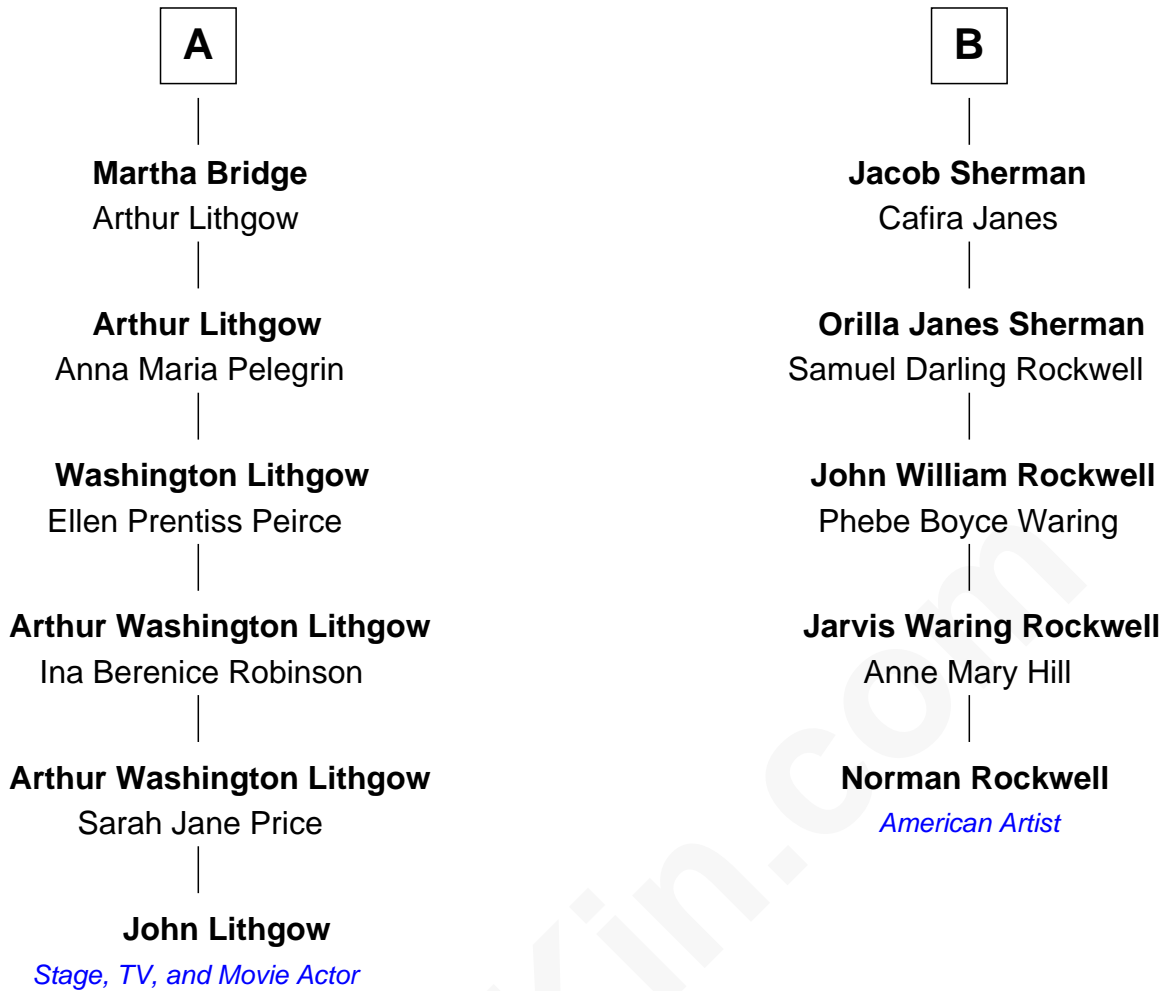 A
Martha Bridge
Arthur Lithgow
Arthur Lithgow
Anna Maria Pelegrin
Washington Lithgow
Ellen Prentiss Peirce
Arthur Washington Lithgow
Ina Berenice Robinson
Arthur Washington Lithgow
Sarah Jane Price
John Lithgow
Stage, TV, and Movie Actor
B
Jacob Sherman
Cafira Janes
Orilla Janes Sherman
Samuel Darling Rockwell
John William Rockwell
Phebe Boyce Waring
Jarvis Waring Rockwell
Anne Mary Hill
Norman Rockwell
American Artist